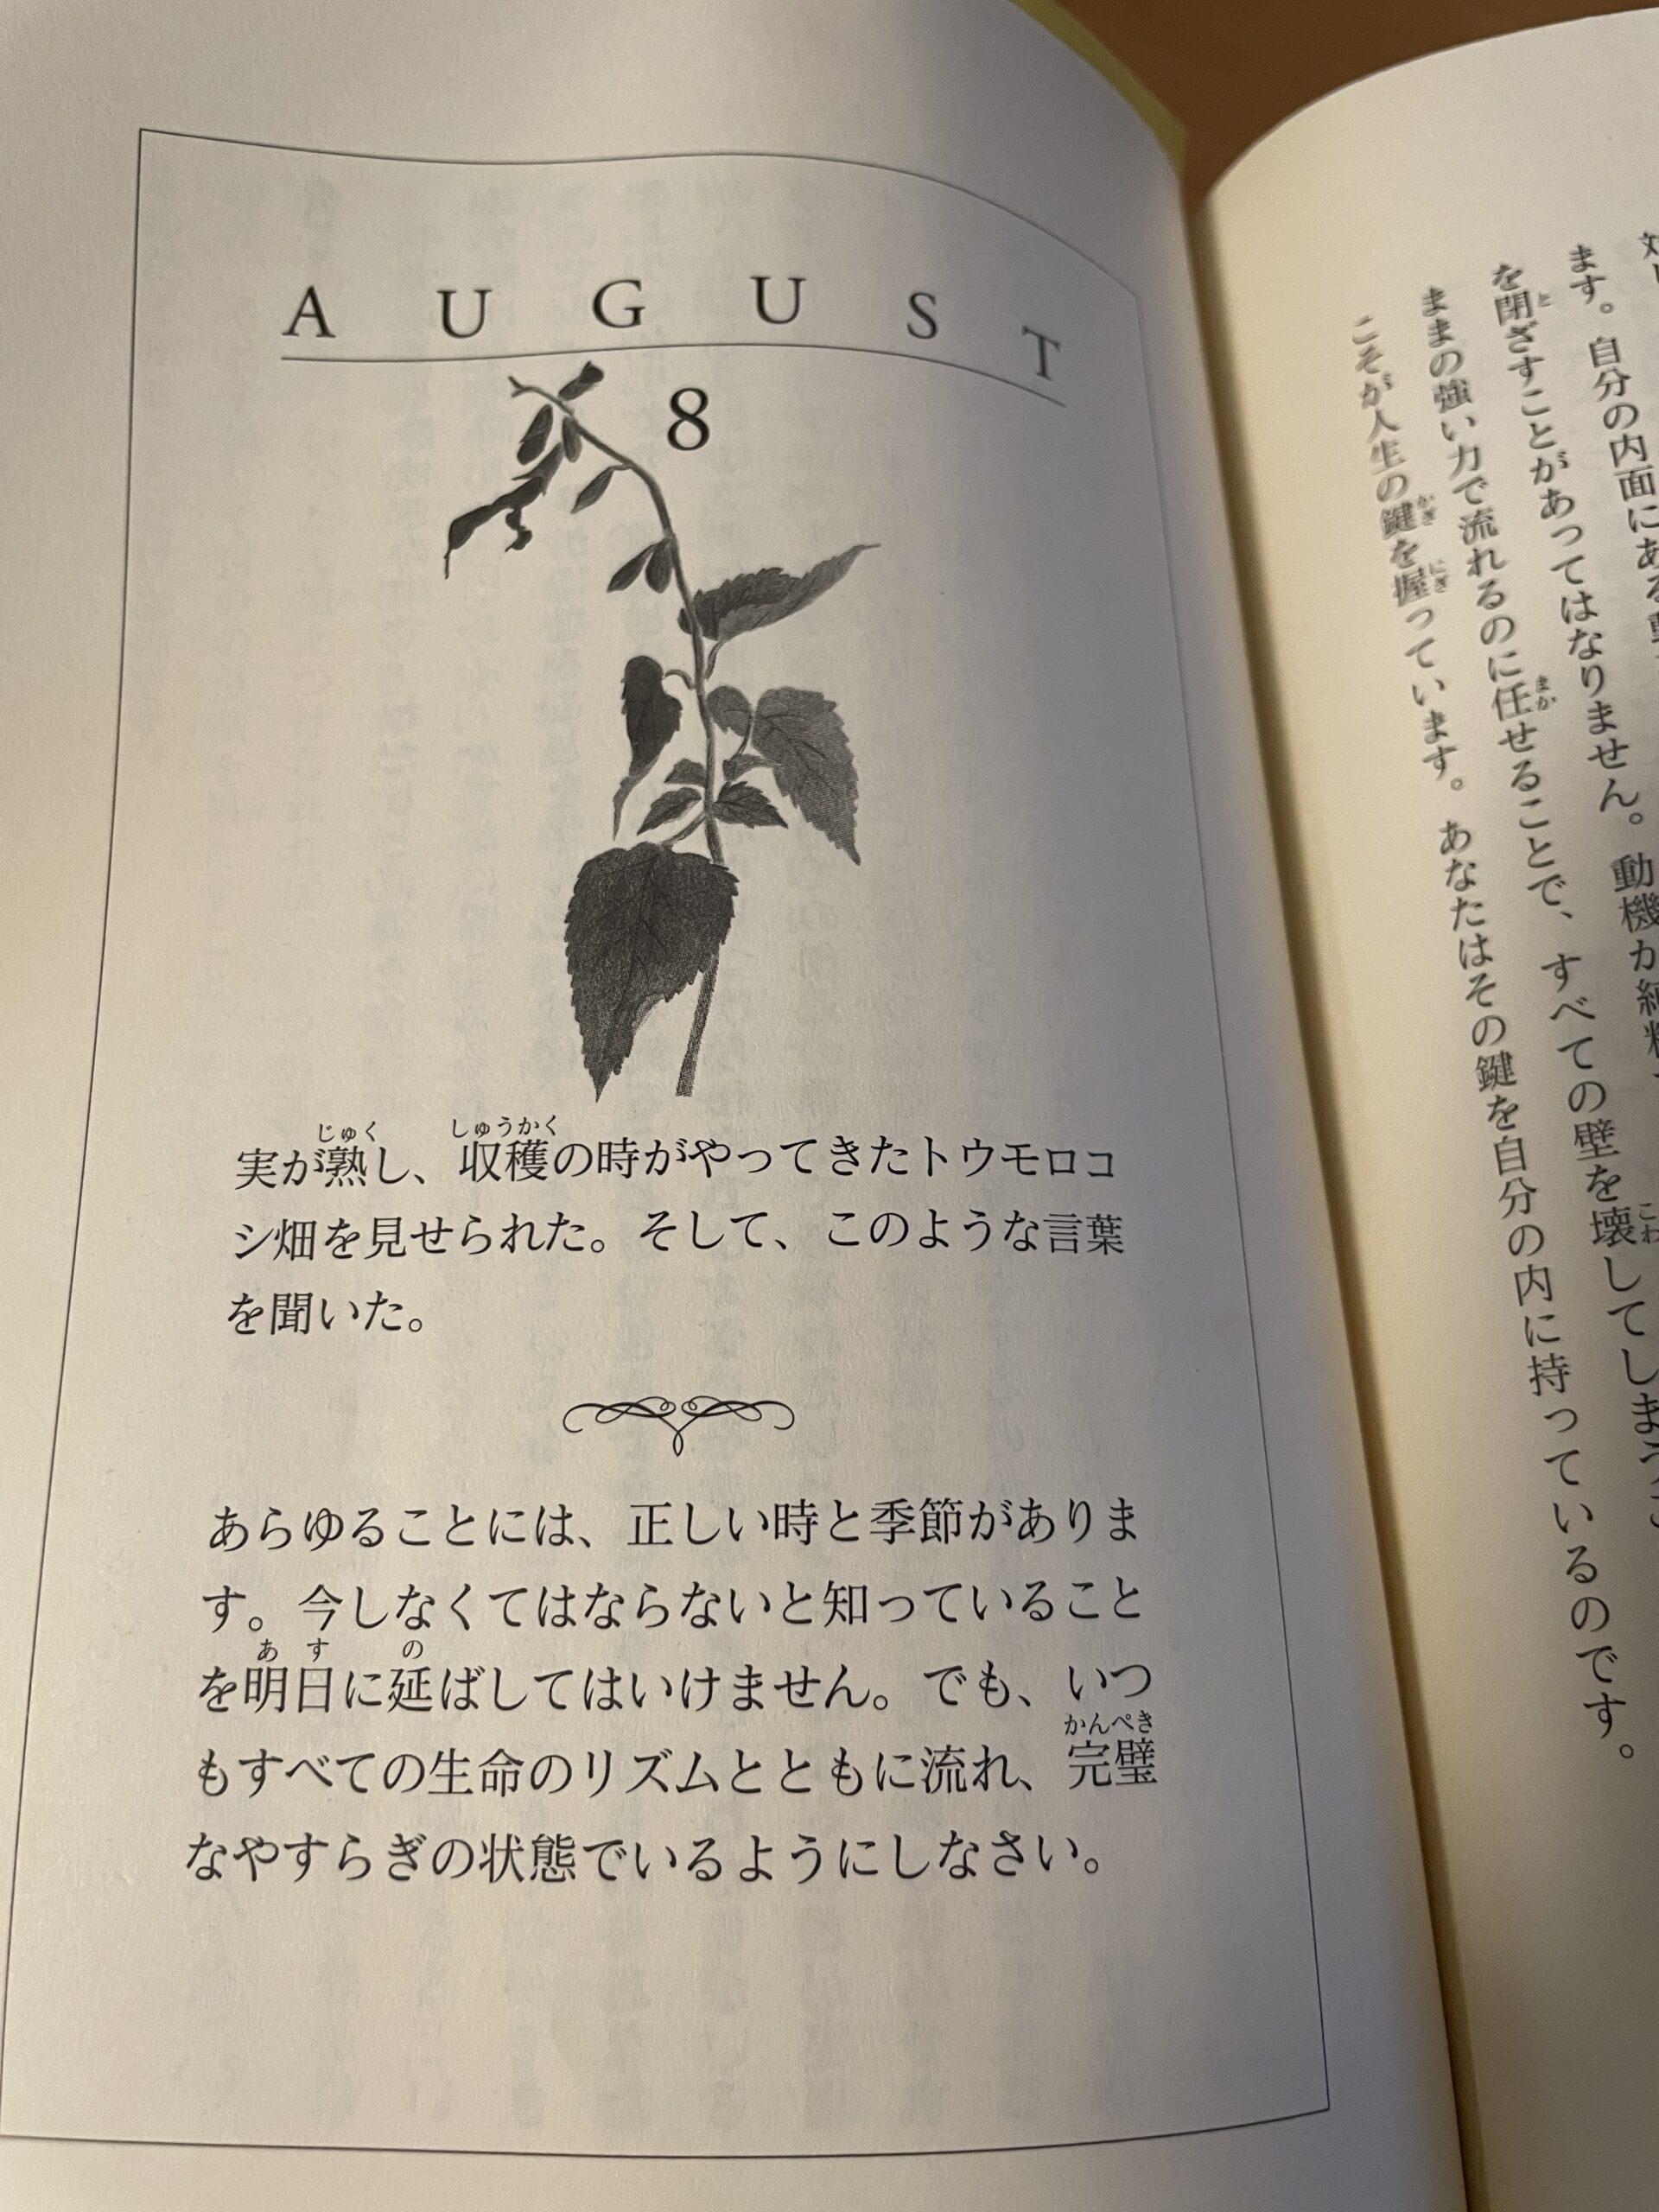 AUGUST
8
実が熟し、収穫の時がやってきたトウモロコ
シ畑を見せられた。そして、このような言葉
を聞いた。
あらゆることには、正しい時と季節がありま
す。今しなくてはならないと知っていること
を明日に延ばしてはいけません。でも、いつ
もすべての生命のリズムとともに流れ、完璧
なやすらぎの状態でいるようにしなさい。
ます。自分の内面にある
を閉ざすことがあってはなりません。動機が純粋
ままの強い力で流れるのに任せることで、すべての壁を壊してしまう
こそが人生の鍵を握っています。あなたはその鍵を自分の内に持っているのです。